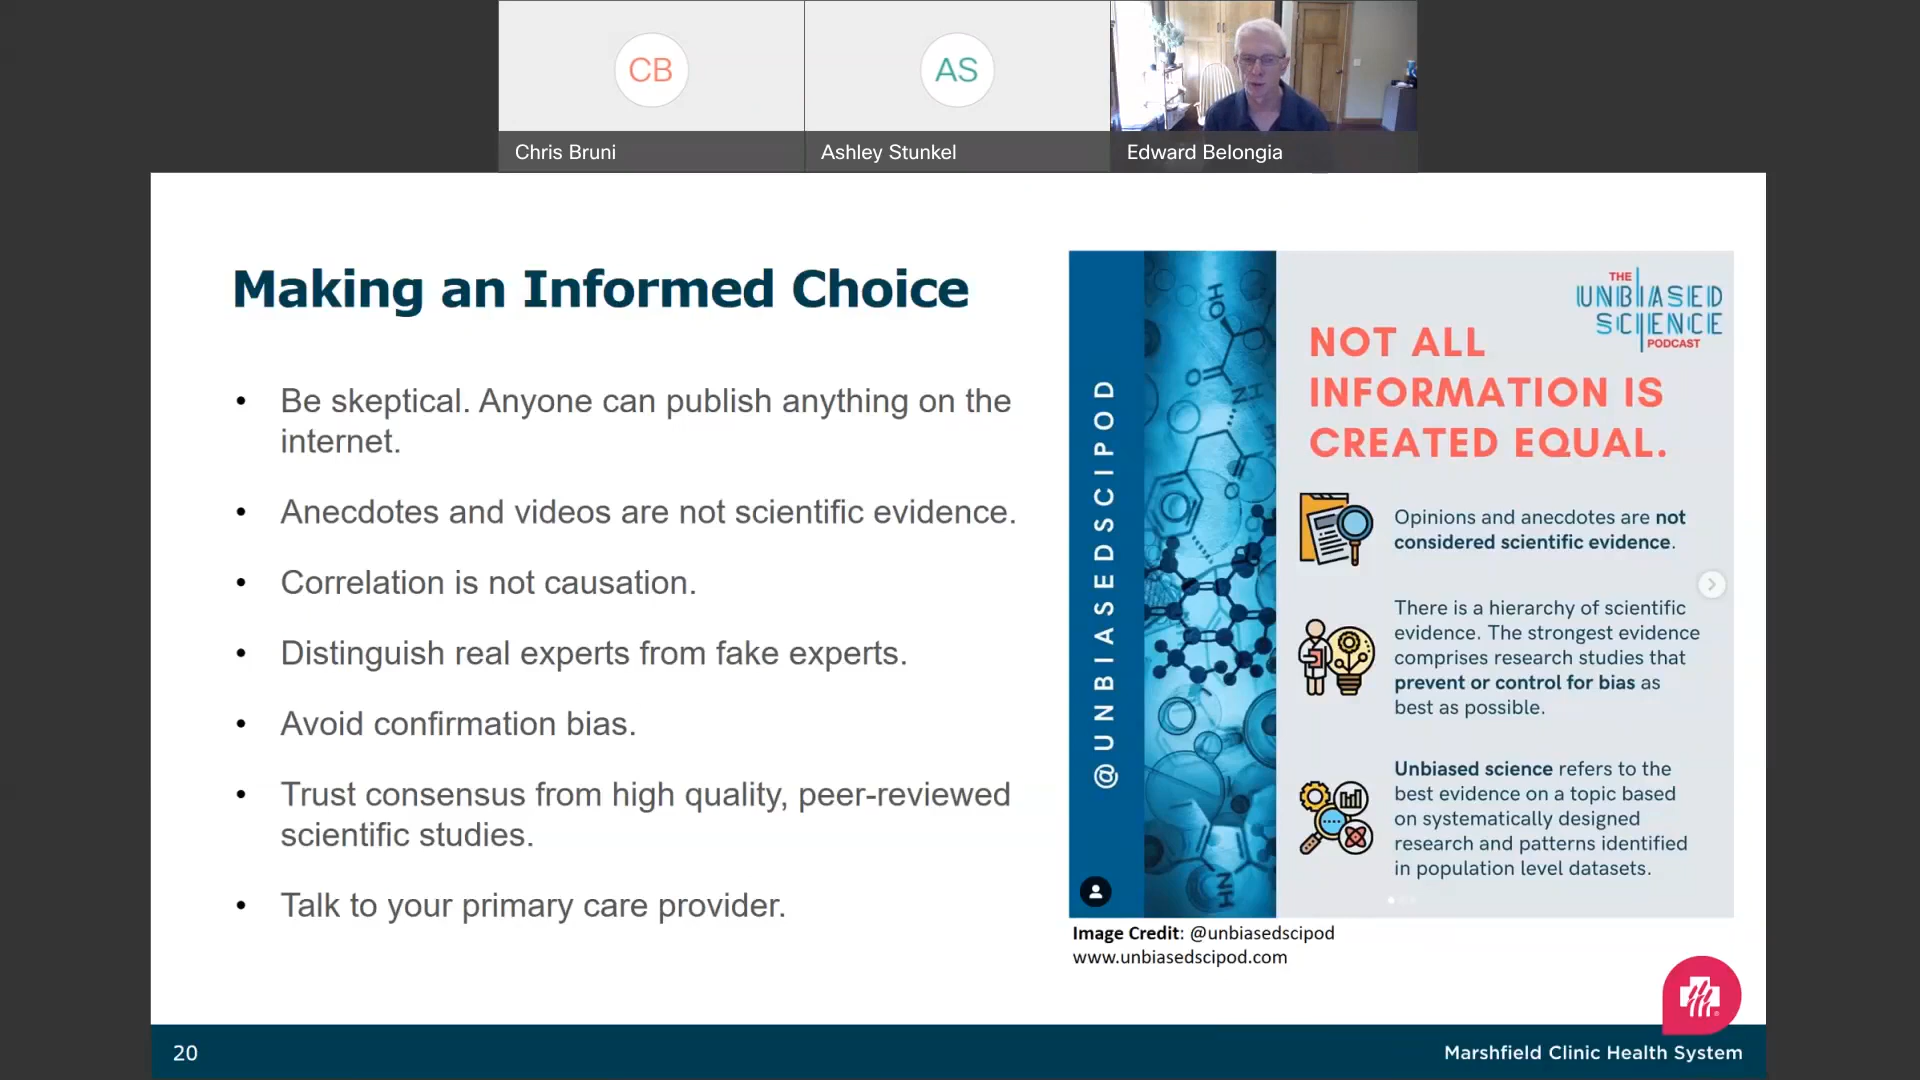 CB
AS
Chris Bruni
Ashley Stunkel
Edward Belongia
Making an Informed Choice
• Be skeptical. Anyone can publish anything on the
internet.
• Anecdotes and videos are not scientific evidence.
• Correlation is not causation.
• Distinguish real experts from fake experts.
• Avoid confirmation bias.
• Trust consensus from high quality, peer-reviewed
scientific studies.
• Talk to your primary care provider.
@UNBIASEDSCIPOD
HO
O
N
H
NH
THE
UNBIASED
SCIENCE
PODCAST
NOT ALL
INFORMATION IS
CREATED EQUAL.
Opinions and anecdotes are not
considered scientific evidence.
There is a hierarchy of scientific
evidence. The strongest evidence
comprises research studies that
prevent or control for bias as
best as possible.
Unbiased science refers to the
best evidence on a topic based
on systematically designed
research and patterns identified
in population level datasets.
Image Credit: @unbiasedscipod
www.unbiasedscipod.com
20
Marshfield Clinic Health System